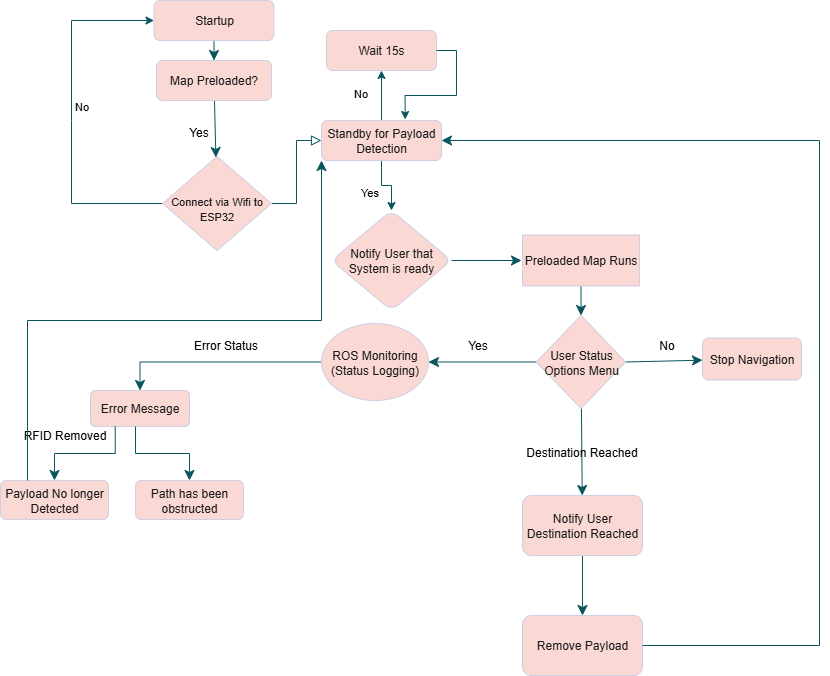 Startup
Wait 15s
Map Preloaded?
No
No
Yes
Standby for Payload
Detection
Connect via Wifi to
ESP32
Yes
Notify User that
System is ready
Preloaded Map Runs
Error Status
ROS Monitoring
(Status Logging)
Yes
User Status
Options Menu
No
Stop Navigation
Error Message
RFID Removed
Destination Reached
Payload No longer
Detected
Path has been
obstructed
Notify User
Destination Reached
Remove Payload